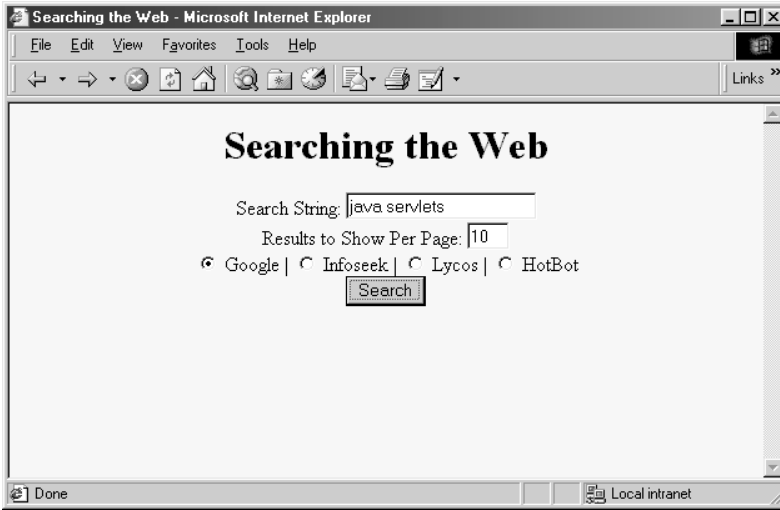 Searching the Web - Microsoft Internet Explorer
File Edit View Favorites Tools Help
Links »
Searching the Web
Search String: java servlets
Results to Show Per Page: 10
Google | Infoseek | Lycos | HotBot
Search
Done Local intranet